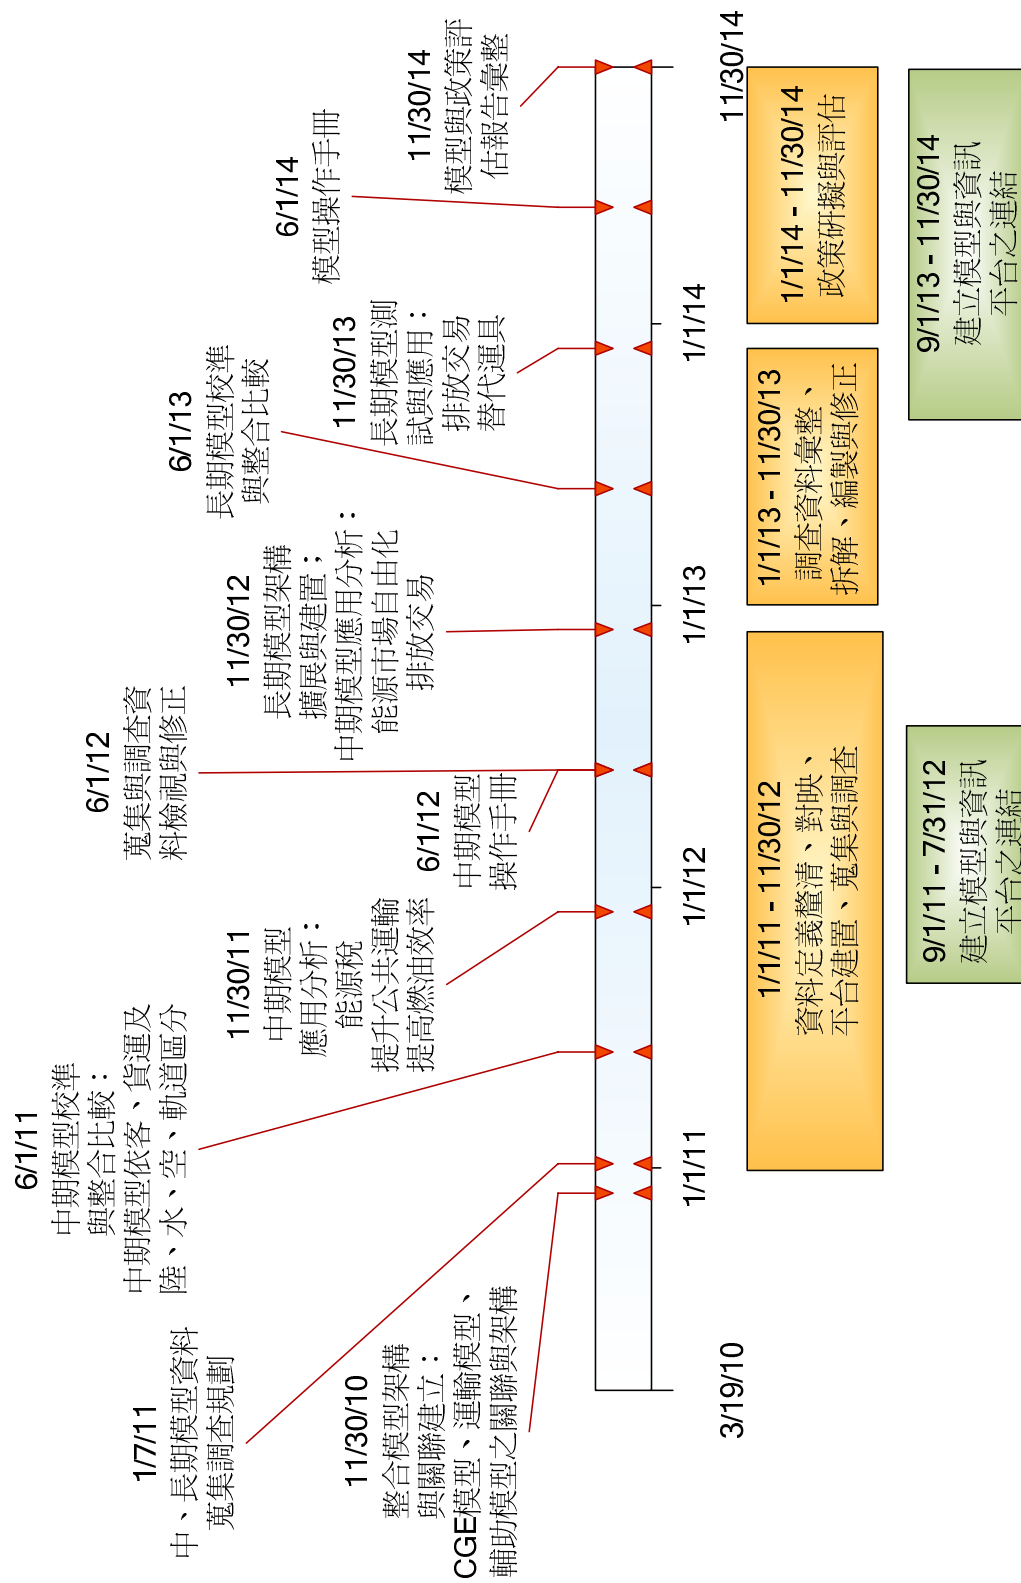 1/7/11
中、長期模型資料
蒐集調查規劃
6/1/11
中期模型校準
與整合比較：
中期模型依客、貨運及
陸、水、空、軌道區分
11/30/10
整合模型架構
與關聯建立：
CGE模型、運輸模型、
輔助模型之關聯與架構
11/30/11
中期模型
應用分析：
能源稅
提升公共運輸
提高燃油效率
6/1/12
蒐集與調查資
料檢視與修正
6/1/12
中期模型
操作手冊
11/30/12
長期模型架構
擴展與建置；
中期模型應用分析：
能源市場自由化
排放交易
6/1/13
長期模型校準
與整合比較
11/30/13
長期模型測
試與應用：
排放交易
替代運具
6/1/14
模型操作手冊
11/30/14
模型與政策評
估報告彙整
3/19/10
1/1/11
1/1/12
1/1/13
1/1/14
11/30/14
1/1/11 - 11/30/12
資料定義釐清、對映、
平台建置、蒐集與調查
1/1/13 - 11/30/13
調查資料彙整、
拆解、編製與修正
1/1/14 - 11/30/14
政策研擬與評估
9/1/11 - 7/31/12
建立模型與資訊
平台之連結
9/1/13 - 11/30/14
建立模型與資訊
平台之連結